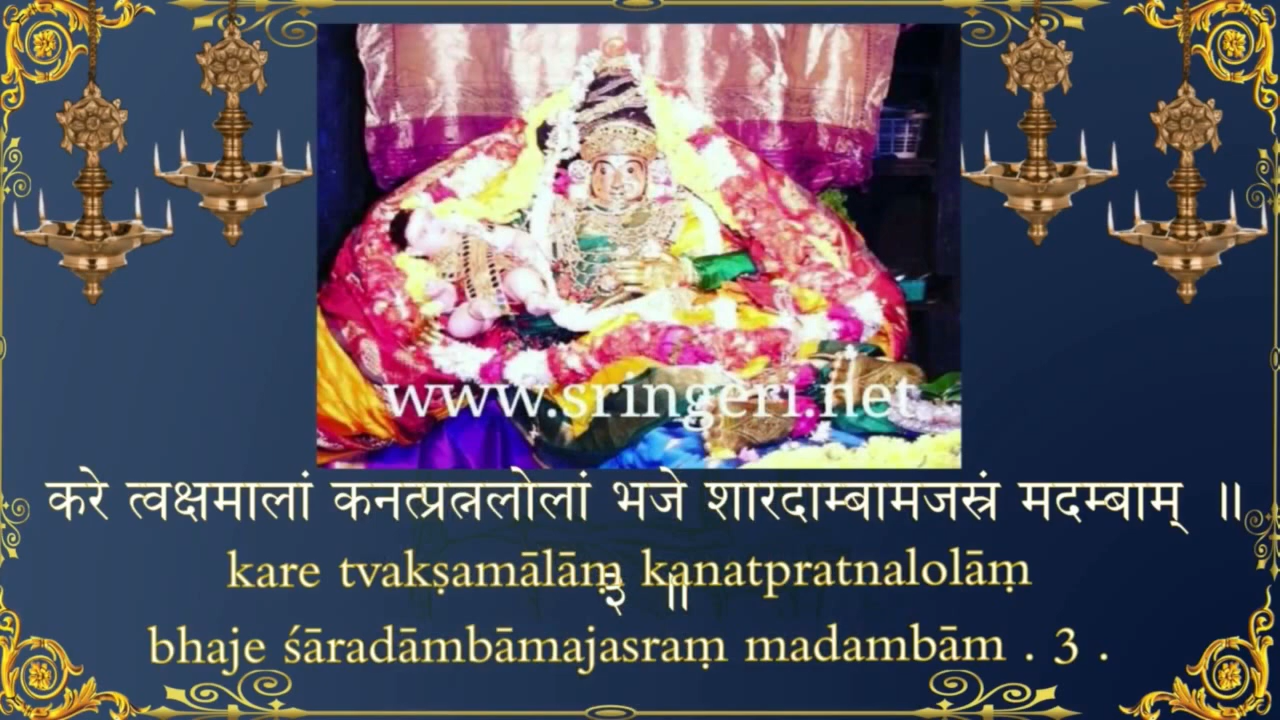 www.sringeri.net
करे त्वक्षमालां कनत्प्रत्नलोलां भजे शारदाम्बामजस्रं मदम्बाम् ॥
kare tvakṣamālāṃ kanatpratnalolāṃ
३ ॥
bhaje śāradāmbāmajasraṃ madambām . 3 .